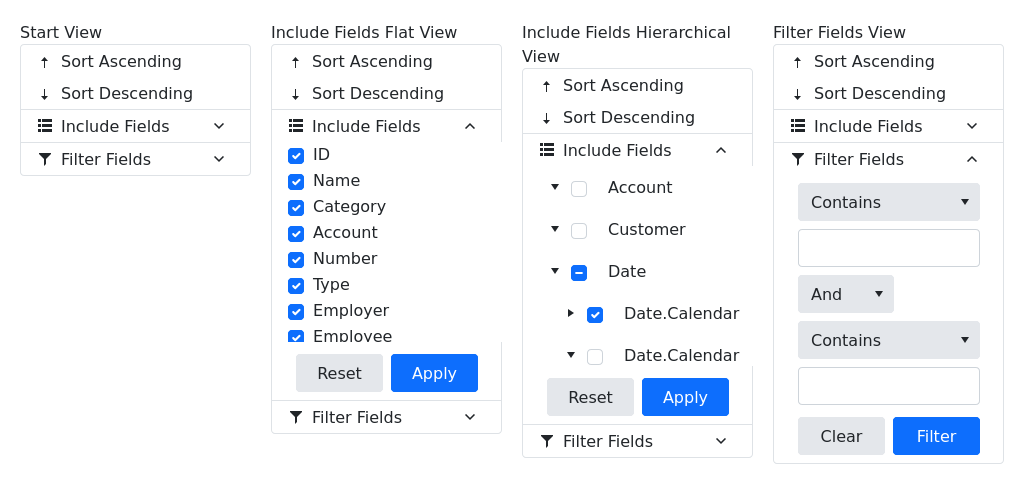 Start View
Sort Ascending
Sort Descending
Include Fields
Filter Fields
Include Fields Flat View
Sort Ascending
Sort Descending
Include Fields
ID
Name
Category
Account
Number
Type
Employer
Employee
Reset Apply
Filter Fields
Include Fields Hierarchical
View
Sort Ascending
Sort Descending
Include Fields
Account
Customer
Date
Date.Calendar
Date.Calendar
Reset Apply
Filter Fields
Filter Fields View
Sort Ascending
Sort Descending
Include Fields
Filter Fields
Contains
And
Contains
Clear Filter